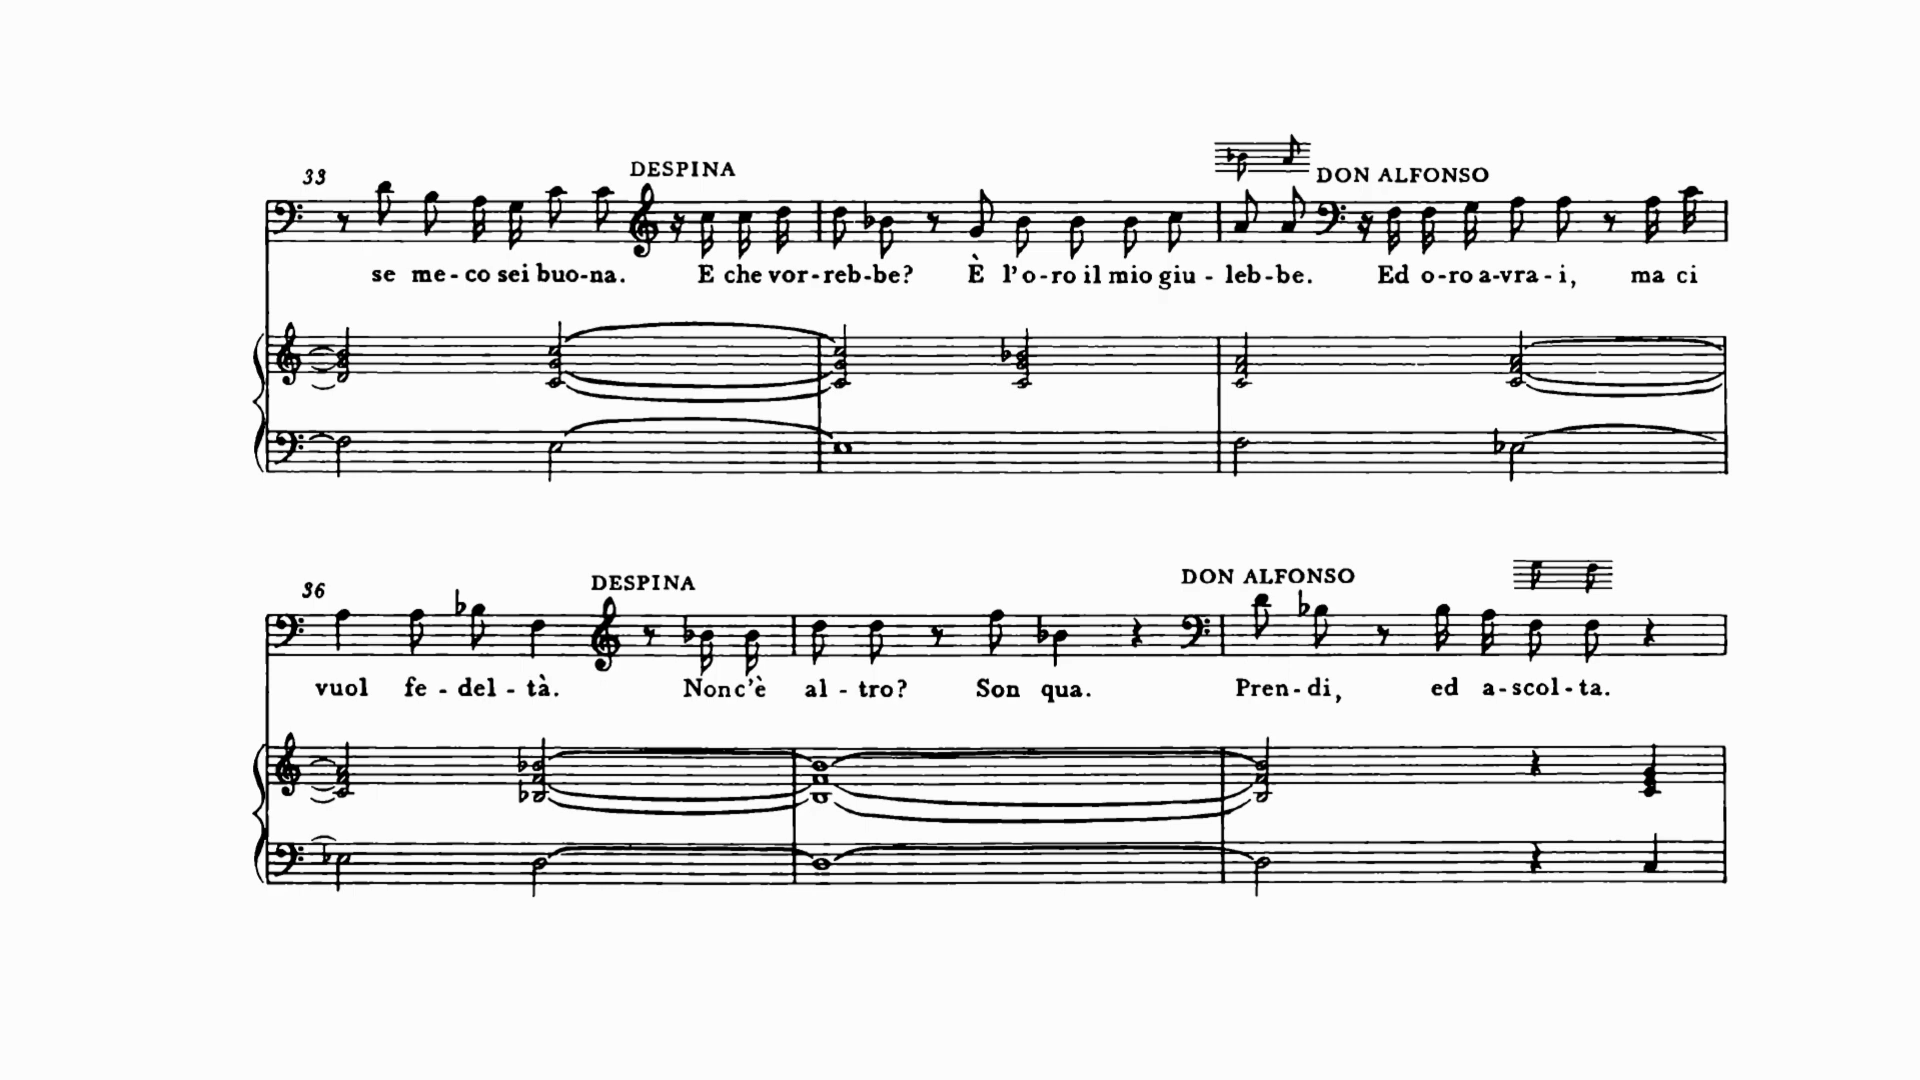 33
DESPINA
DON ALFONSO
se me-co sei buo-na. E che vor-reb-be? È l'o-ro il mio giu-leb-be. Ed o-ro a-vra-i, ma ci
36
DESPINA
DON ALFONSO
vuol fe-del-tà. Non c'è al-tro? Son qua. Pren-di, ed a-scol-ta.